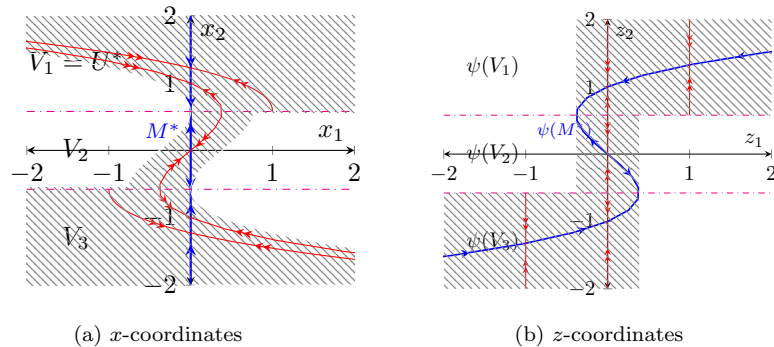 2
x₂
V₁ = U*
1
M*
x₁
V₂
−2
−1
1
2
−1
V₃
−2
(a) x-coordinates
2
z₂
ψ(V₁)
1
ψ(M*
ψ(V₂)
z₁
−2
−1
1
2
−1
ψ(V₃)
−2
(b) z-coordinates